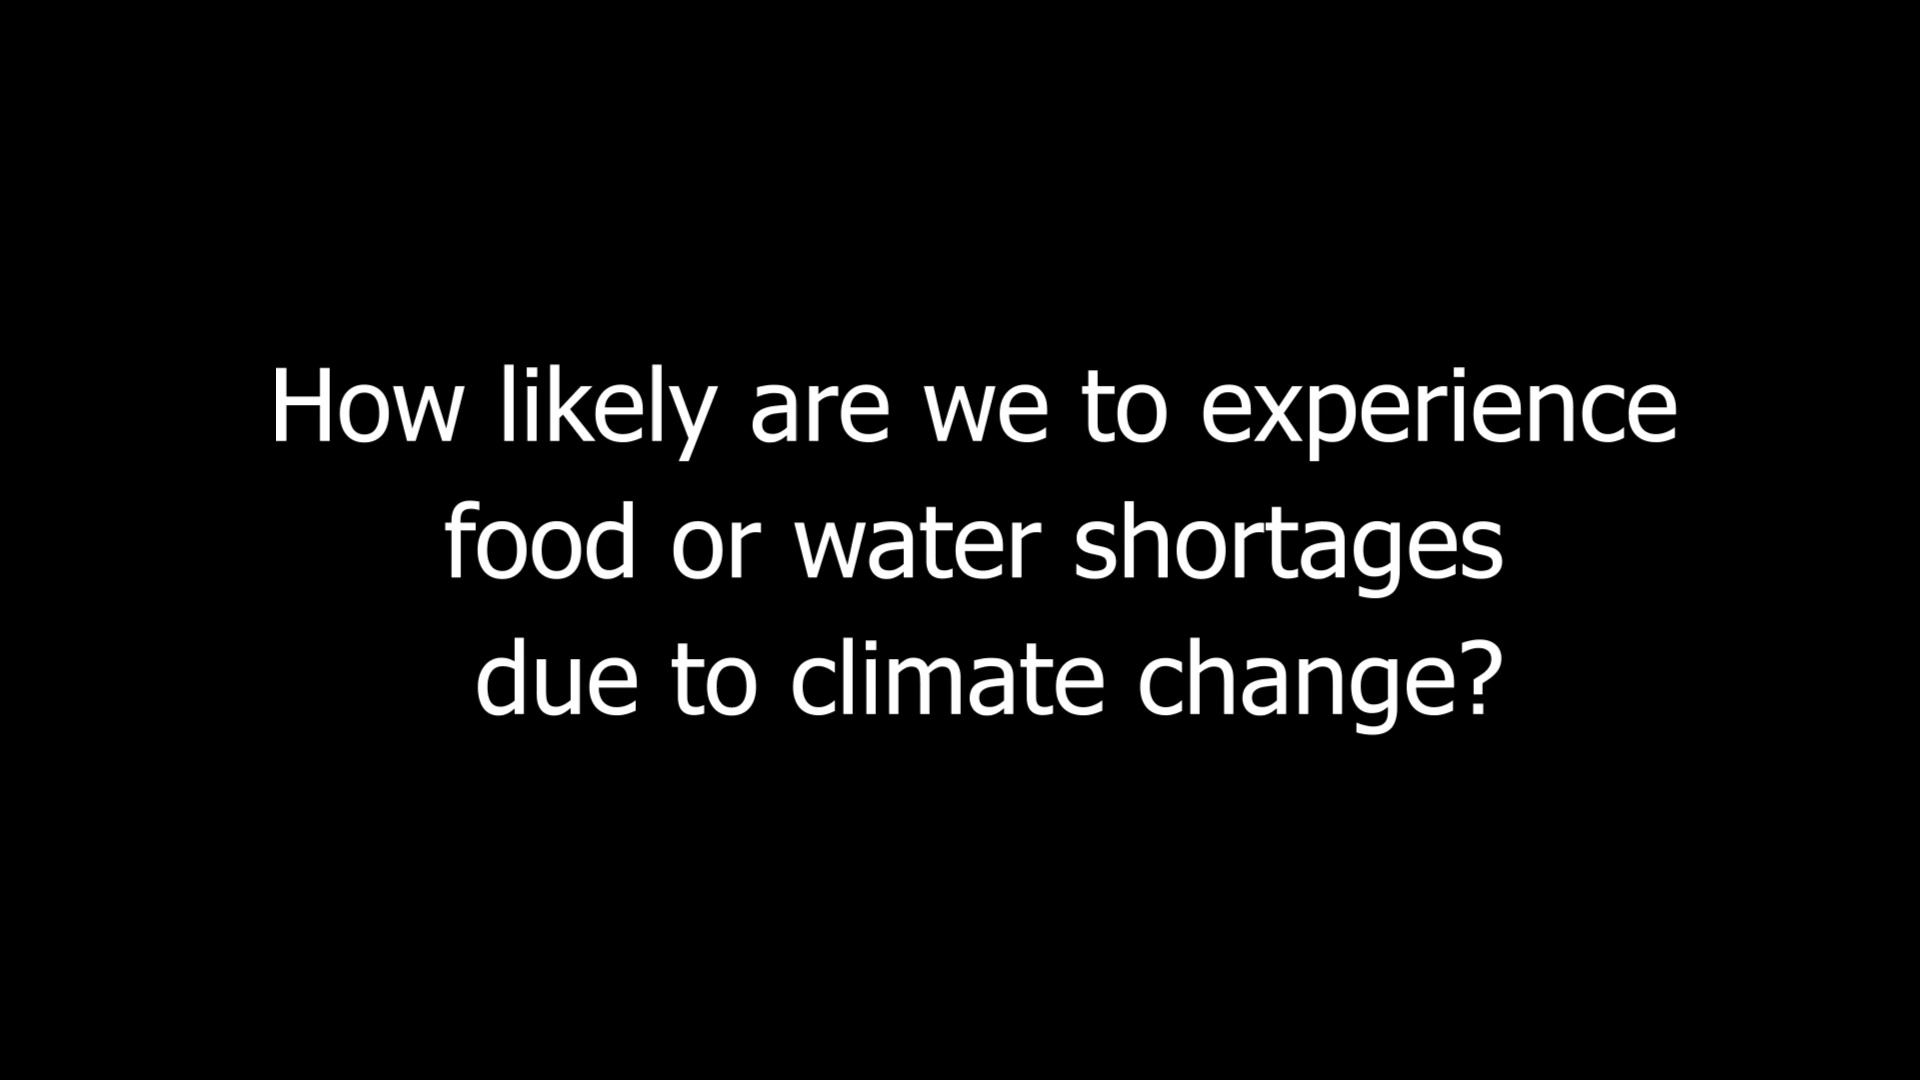 How likely are we to experience
food or water shortages
due to climate change?